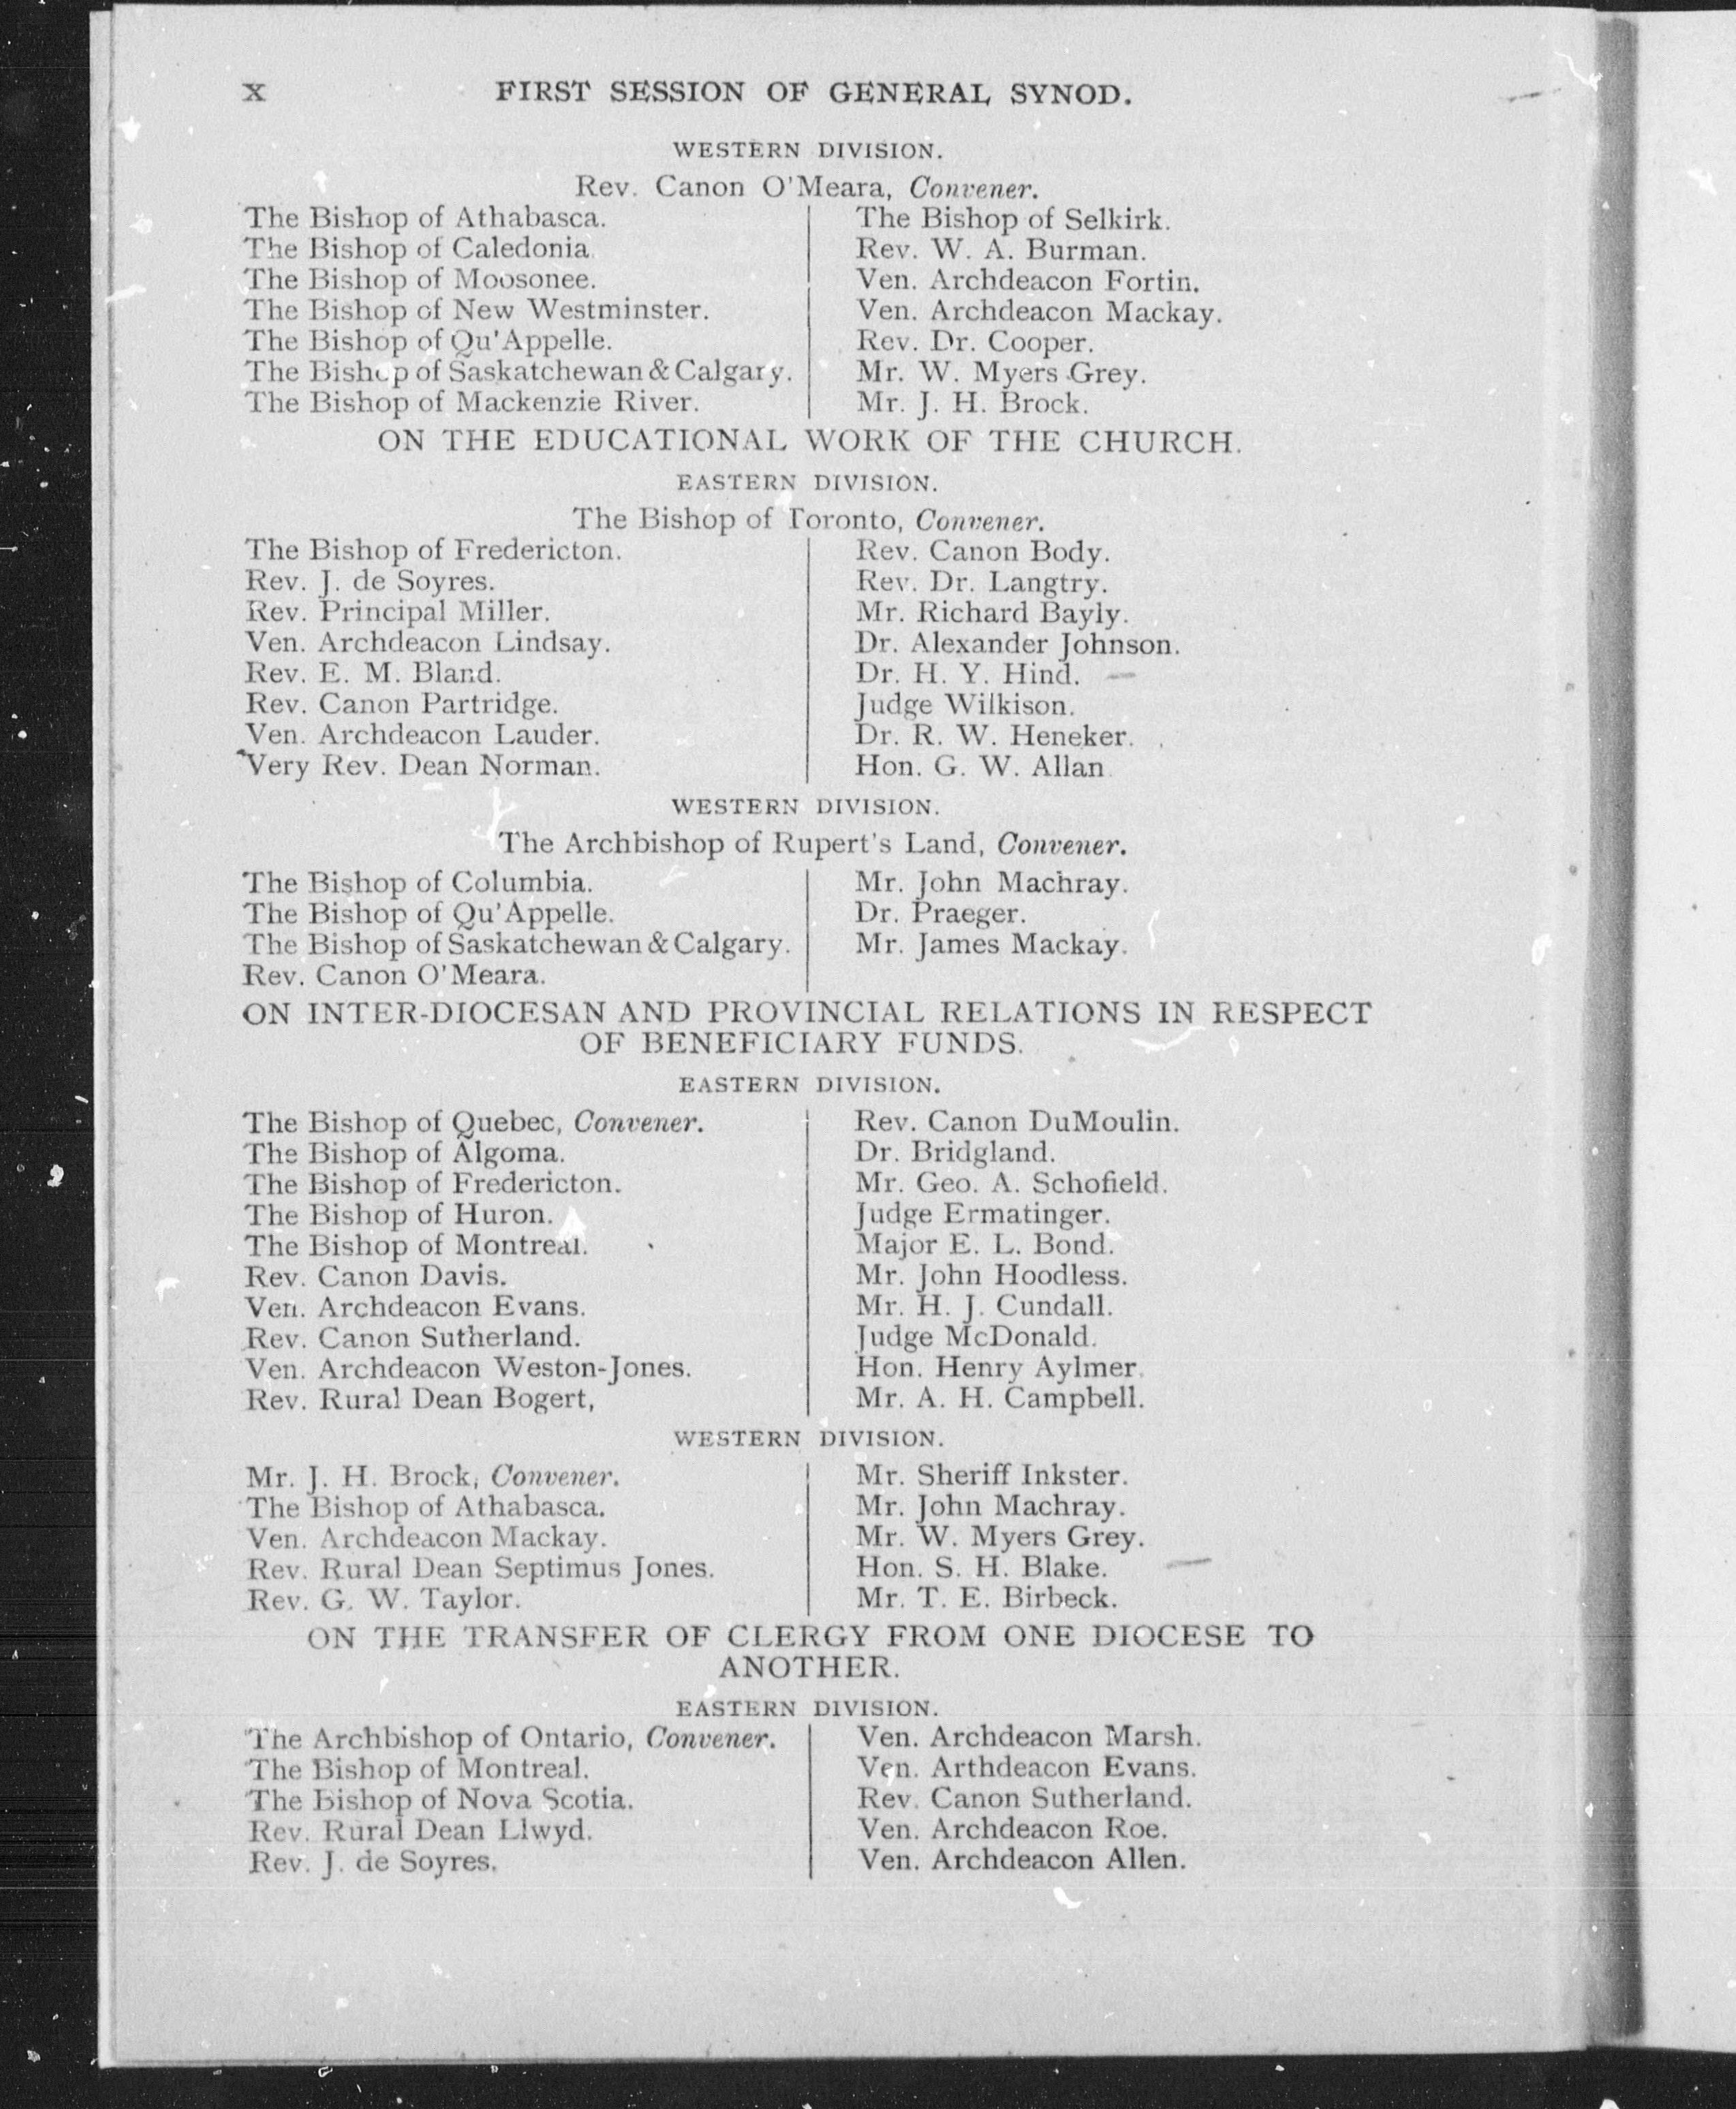 x FIRST SESSION OF GENERAL SYNOD.
WESTERN DIVISION.
Rev. Canon O'Meara, Convener.
The Bishop of Athabasca.
The Bishop of Caledonia.
The Bishop of Moosonee.
The Bishop of New Westminster.
The Bishop of Qu'Appelle.
The Bishop of Saskatchewan & Calgary.
The Bishop of Mackenzie River.
The Bishop of Selkirk.
Rev. W. A. Burman.
Ven. Archdeacon Fortin.
Ven. Archdeacon Mackay.
Rev. Dr. Cooper.
Mr. W. Myers Grey.
Mr. J. H. Brock.
ON THE EDUCATIONAL WORK OF THE CHURCH.
EASTERN DIVISION.
The Bishop of Toronto, Convener.
The Bishop of Fredericton.
Rev. J. de Soyres.
Rev. Principal Miller.
Ven. Archdeacon Lindsay.
Rev. E. M. Bland.
Rev. Canon Partridge.
Ven. Archdeacon Lauder.
Very Rev. Dean Norman.
Rev. Canon Body.
Rev. Dr. Langtry.
Mr. Richard Bayly.
Dr. Alexander Johnson.
Dr. H. Y. Hind.
Judge Wilkison.
Dr. R. W. Heneker.
Hon. G. W. Allan
WESTERN DIVISION.
The Archbishop of Rupert's Land, Convener.
The Bishop of Columbia.
The Bishop of Qu'Appelle.
The Bishop of Saskatchewan & Calgary.
Rev. Canon O'Meara.
Mr. John Machray.
Dr. Praeger.
Mr. James Mackay.
ON INTER-DIOCESAN AND PROVINCIAL RELATIONS IN RESPECT
OF BENEFICIARY FUNDS.
EASTERN DIVISION.
The Bishop of Quebec, Convener.
The Bishop of Algoma.
The Bishop of Fredericton.
The Bishop of Huron.
The Bishop of Montreal.
Rev. Canon Davis.
Ven. Archdeacon Evans.
Rev. Canon Sutherland.
Ven. Archdeacon Weston-Jones.
Rev. Rural Dean Bogert,
Rev. Canon DuMoulin.
Dr. Bridgland.
Mr. Geo. A. Schofield.
Judge Ermatinger.
Major E. L. Bond.
Mr. John Hoodless.
Mr. H. J. Cundall.
Judge McDonald.
Hon. Henry Aylmer.
Mr. A. H. Campbell.
WESTERN DIVISION.
Mr. J. H. Brock, Convener.
The Bishop of Athabasca.
Ven. Archdeacon Mackay.
Rev. Rural Dean Septimus Jones.
Rev. G. W. Taylor.
Mr. Sheriff Inkster.
Mr. John Machray.
Mr. W. Myers Grey.
Hon. S. H. Blake.
Mr. T. E. Birbeck.
ON THE TRANSFER OF CLERGY FROM ONE DIOCESE TO
ANOTHER.
EASTERN DIVISION.
The Archbishop of Ontario, Convener.
The Bishop of Montreal.
The Bishop of Nova Scotia.
Rev. Rural Dean Llwyd.
Rev. J. de Soyres.
Ven. Archdeacon Marsh.
Ven. Arthdeacon Evans.
Rev. Canon Sutherland.
Ven. Archdeacon Roe.
Ven. Archdeacon Allen.